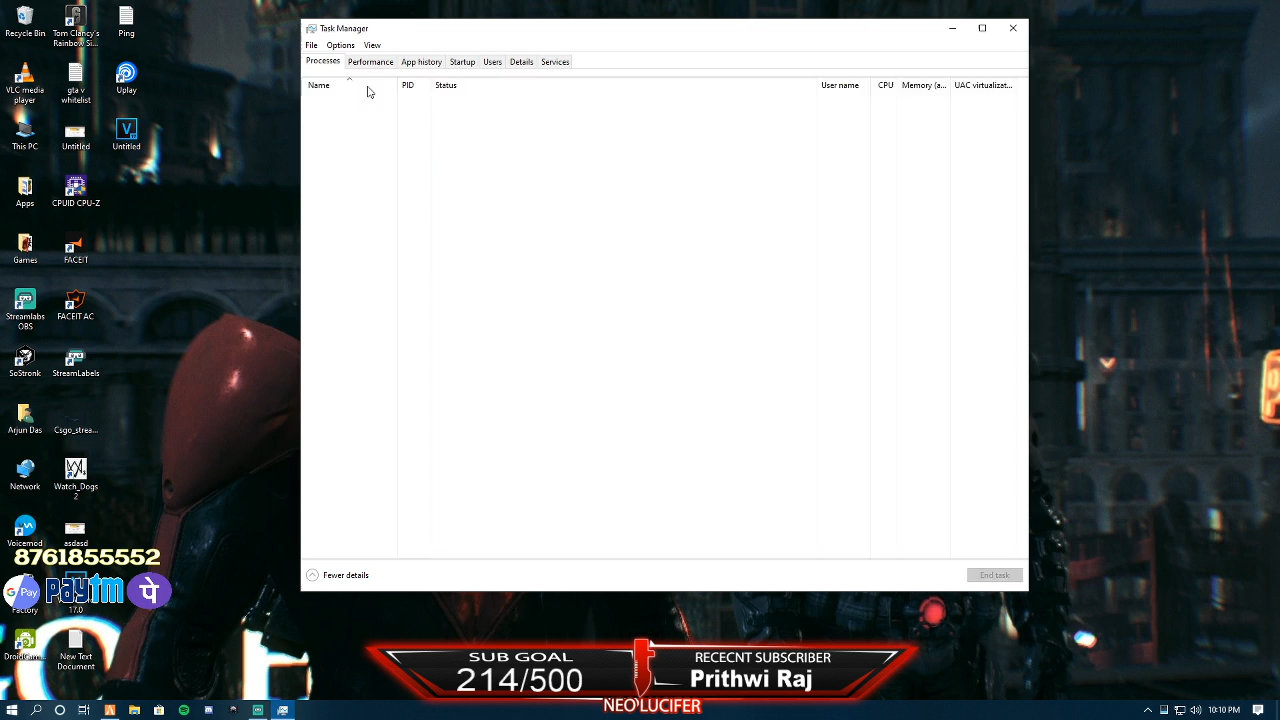 Task Manager
File Options View
Processes Performance App history Startup Users Details Services
Name PID Status User name CPU Memory (a... UAC virtualizat...
Fewer details
End task
Recycle Bin
Tom Clancy's
Rainbow Si...
Ping
VLC media
player
gta v
whitelist
Uplay
This PC
Untitled
Untitled
Apps
CPUID CPU-Z
Games
FACEIT
Streamlabs
OBS
FACEIT AC
SoStronk
StreamLabels
Arjun Das
Csgo_strea...
Network
Watch_Dogs
2
Voicemod
asdasd
8761855552
G Pay
Paytm
पे
Factory
17.0
New Text
Document
SUB GOAL
214/500
RECECNT SUBSCRIBER
Prithwi Raj
NEO LUCIFER
10:10 PM